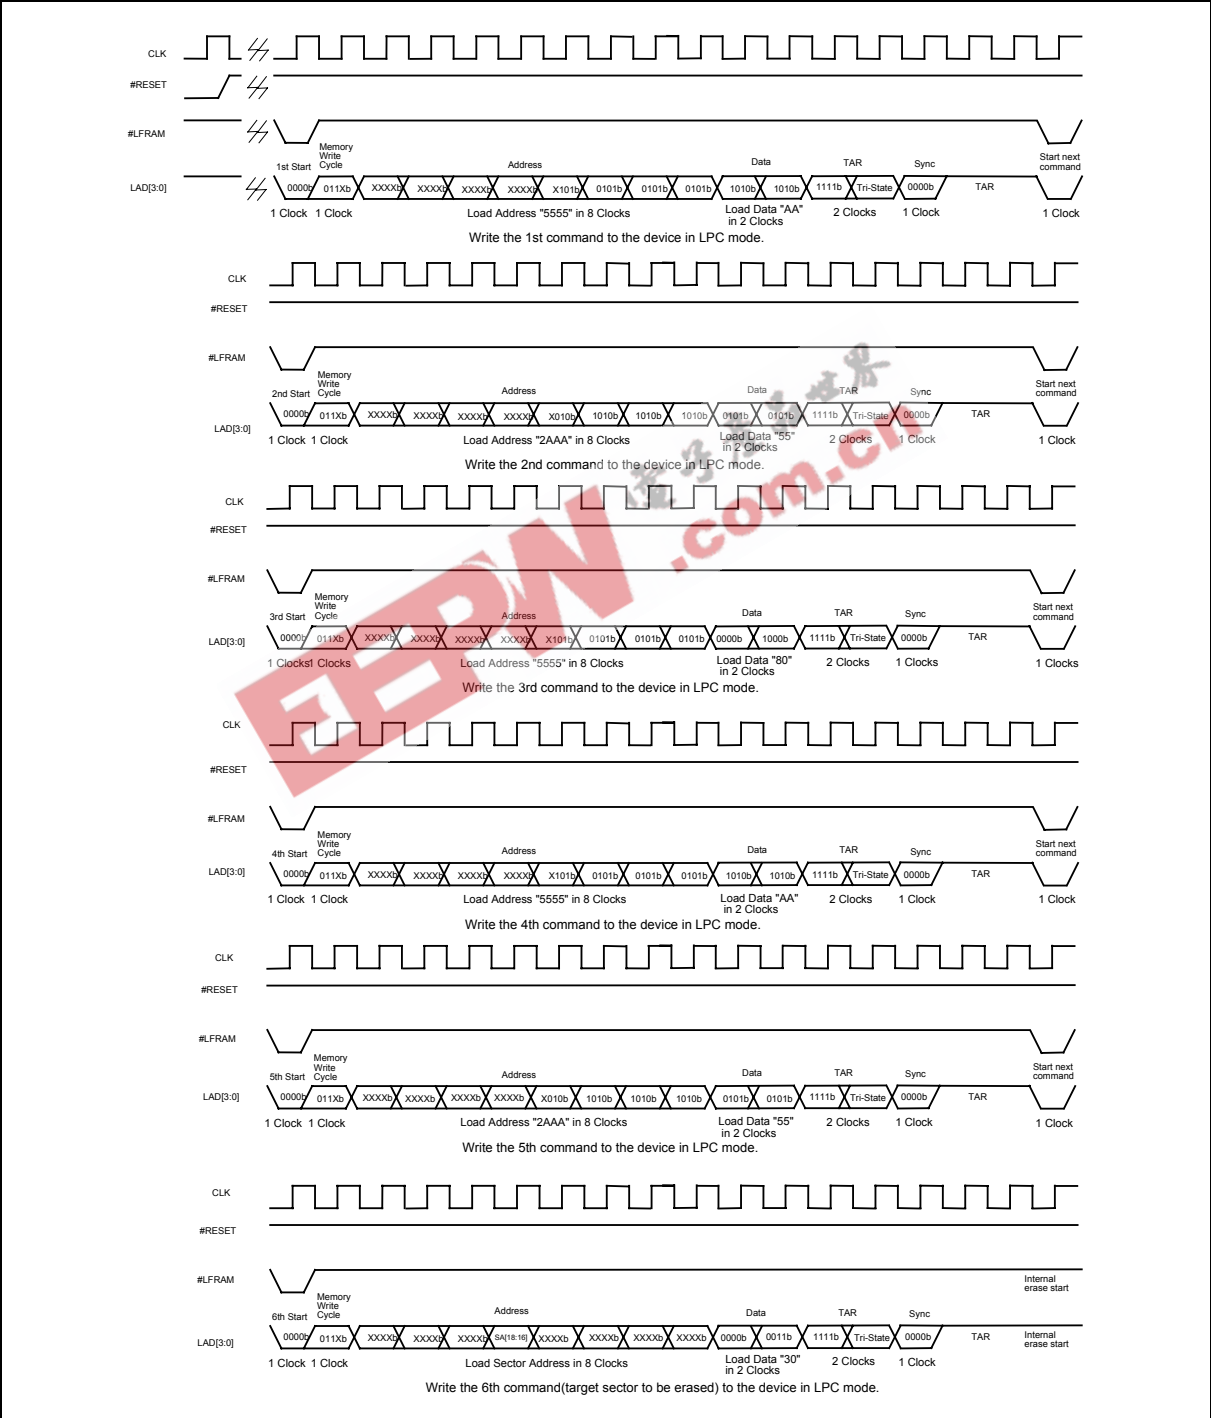 CLK
#RESET
#LFRAM
Memory
Write
Cycle
1st Start Address Data TAR Sync Start next
command
LAD[3:0] 0000b 011Xb XXXXb XXXXb XXXXb XXXXb X101b 0101b 0101b 0101b 1010b 1010b 1111b Tri-State 0000b TAR
1 Clock 1 Clock Load Address "5555" in 8 Clocks Load Data "AA"
in 2 Clocks 2 Clocks 1 Clock 1 Clock
Write the 1st command to the device in LPC mode.
CLK
#RESET
#LFRAM
Memory
Write
Cycle
2nd Start Address Data TAR Sync Start next
command
LAD[3:0] 0000b 011Xb XXXXb XXXXb XXXXb XXXXb X010b 1010b 1010b 1010b 0101b 0101b 1111b Tri-State 0000b TAR
1 Clock 1 Clock Load Address "2AAA" in 8 Clocks Load Data "55"
in 2 Clocks 2 Clocks 1 Clock 1 Clock
Write the 2nd command to the device in LPC mode.
CLK
#RESET
#LFRAM
Memory
Write
Cycle
3rd Start Address Data TAR Sync Start next
command
LAD[3:0] 0000b 011Xb XXXXb XXXXb XXXXb XXXXb X101b 0101b 0101b 0101b 0000b 1000b 1111b Tri-State 0000b TAR
1 Clocks 1 Clocks Load Address "5555" in 8 Clocks Load Data "80"
in 2 Clocks 2 Clocks 1 Clocks 1 Clocks
Write the 3rd command to the device in LPC mode.
CLK
#RESET
#LFRAM
Memory
Write
Cycle
4th Start Address Data TAR Sync Start next
command
LAD[3:0] 0000b 011Xb XXXXb XXXXb XXXXb XXXXb X101b 0101b 0101b 0101b 1010b 1010b 1111b Tri-State 0000b TAR
1 Clock 1 Clock Load Address "5555" in 8 Clocks Load Data "AA"
in 2 Clocks 2 Clocks 1 Clock 1 Clock
Write the 4th command to the device in LPC mode.
CLK
#RESET
#LFRAM
Memory
Write
Cycle
5th Start Address Data TAR Sync Start next
command
LAD[3:0] 0000b 011Xb XXXXb XXXXb XXXXb XXXXb X010b 1010b 1010b 1010b 0101b 0101b 1111b Tri-State 0000b TAR
1 Clock 1 Clock Load Address "2AAA" in 8 Clocks Load Data "55"
in 2 Clocks 2 Clocks 1 Clock 1 Clock
Write the 5th command to the device in LPC mode.
CLK
#RESET
#LFRAM Internal
erase start
Memory
Write
Cycle
6th Start Address Data TAR Sync
LAD[3:0] 0000b 011Xb XXXXb XXXXb XXXXb SA[18:16] XXXXb XXXXb XXXXb XXXXb 0000b 0011b 1111b Tri-State 0000b TAR Internal
erase start
1 Clock 1 Clock Load Sector Address in 8 Clocks Load Data "30"
in 2 Clocks 2 Clocks 1 Clock
Write the 6th command(target sector to be erased) to the device in LPC mode.
EEPW.com.cn
电子产品世界